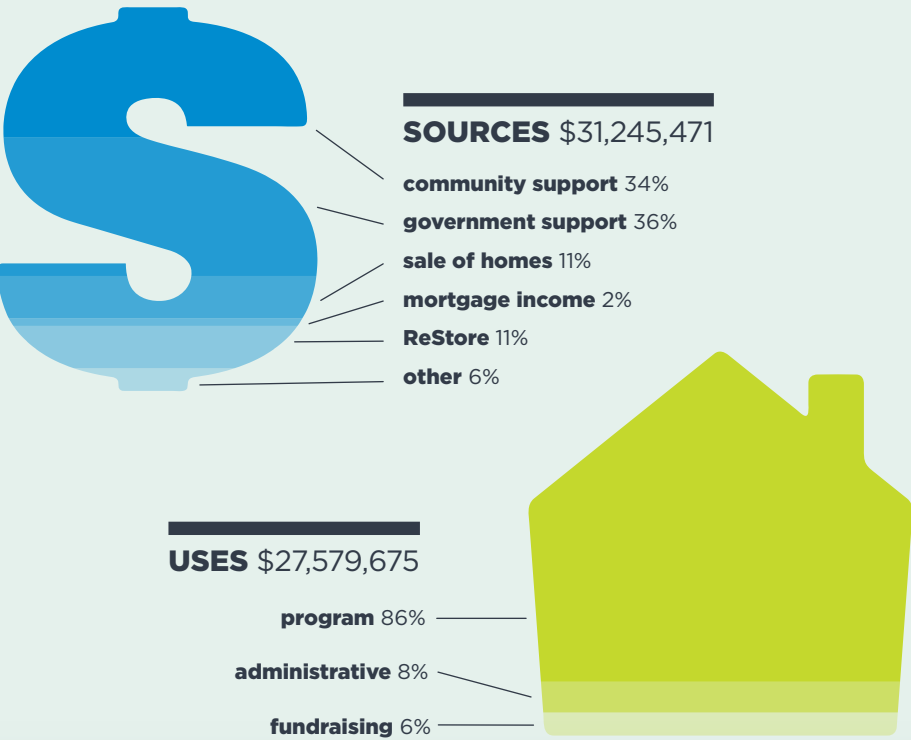 SOURCES $31,245,471
community support 34%
government support 36%
sale of homes 11%
mortgage income 2%
ReStore 11%
other 6%
USES $27,579,675
program 86%
administrative 8%
fundraising 6%